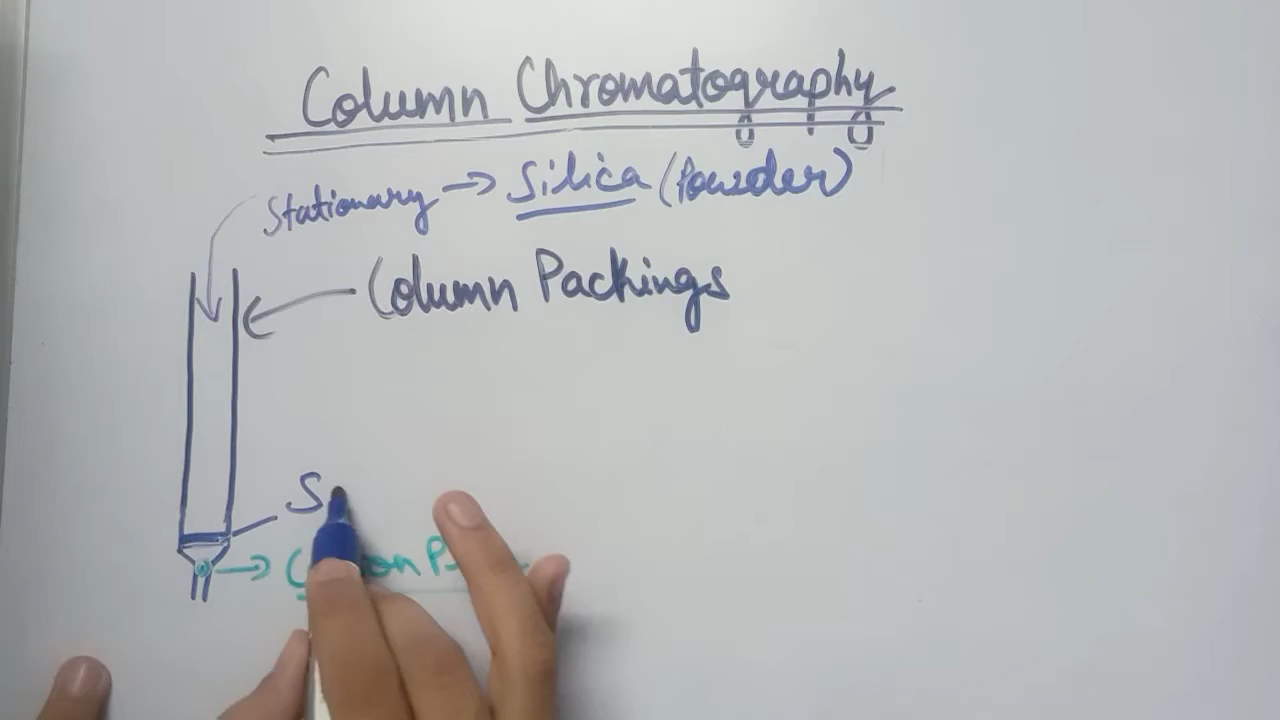 Column Chromatography
Stationary → Silica (Powder)
Column Packings
S